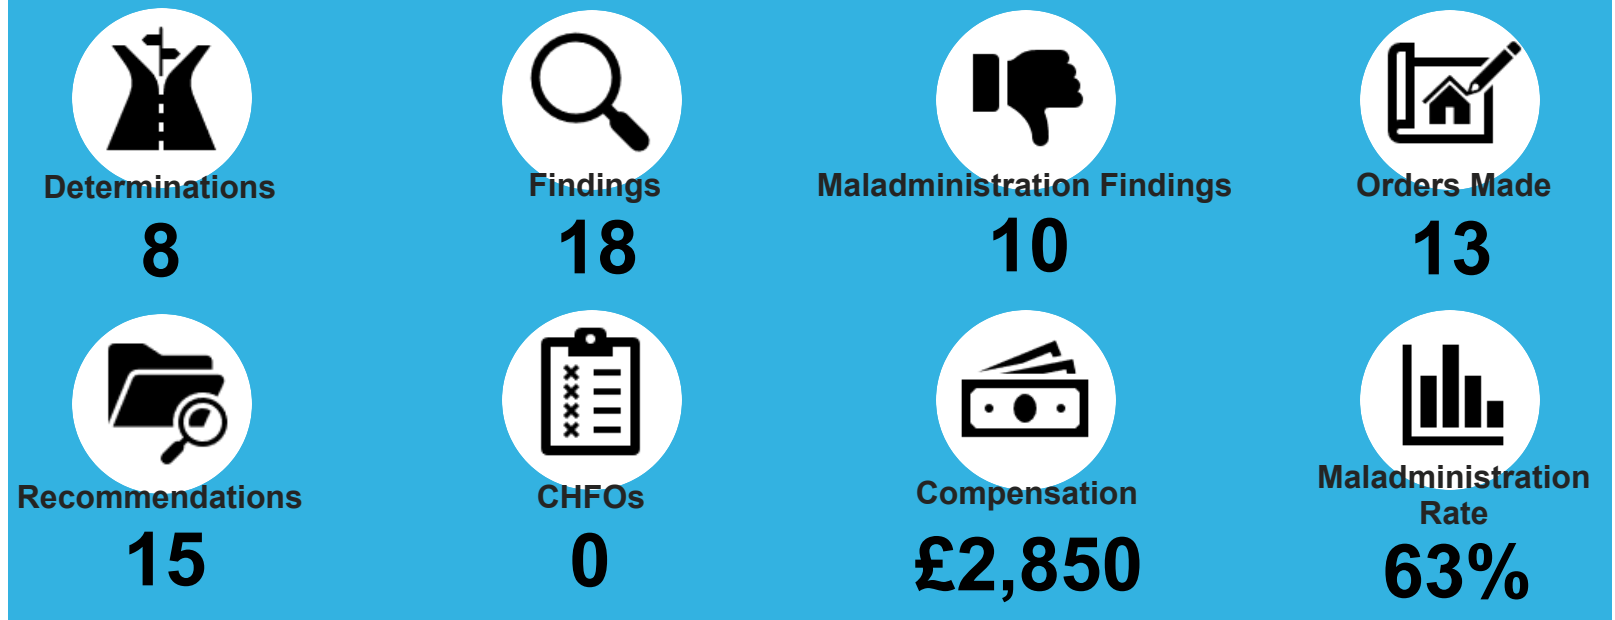 Determinations
8
Findings
18
Maladministration Findings
10
Orders Made
13
Recommendations
15
CHFOs
0
Compensation
£2,850
Maladministration
Rate
63%